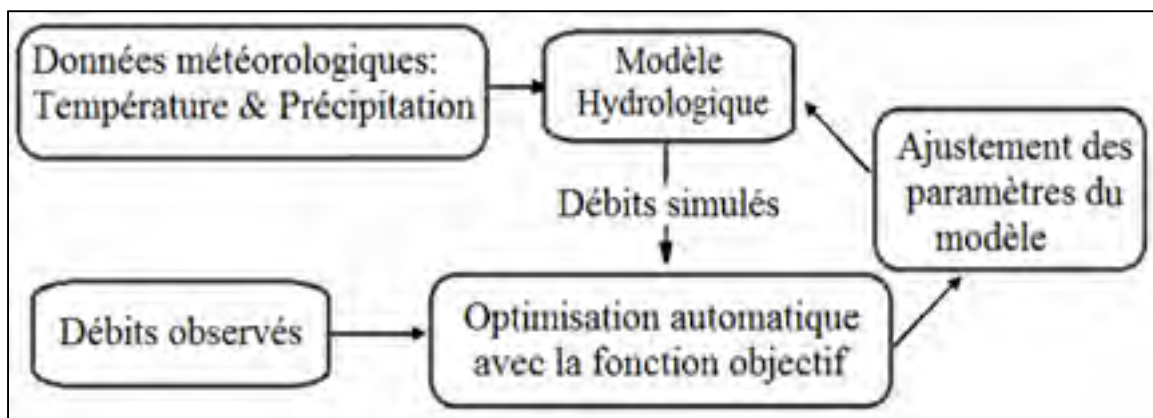 Données météorologiques:
Température & Précipitation
Modèle
Hydrologique
Ajustement des
paramètres du
modèle
Débits simulés
Débits observés
Optimisation automatique
avec la fonction objectif